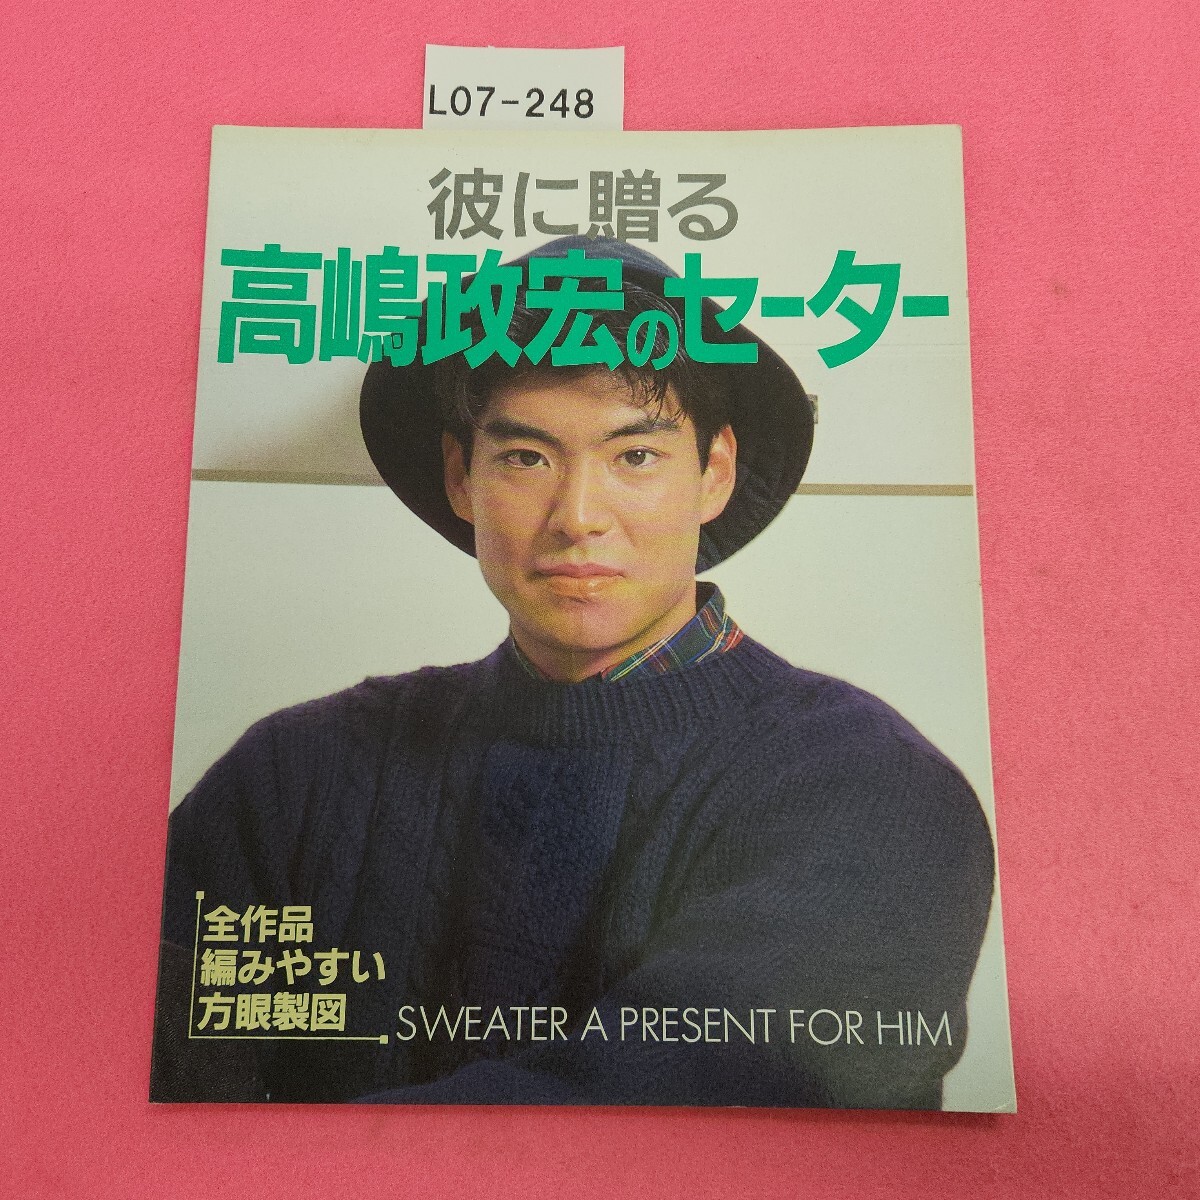 L07-248
彼に贈る
高嶋政宏のセーター
全作品
編みやすい
方眼製図
SWEATER A PRESENT FOR HIM